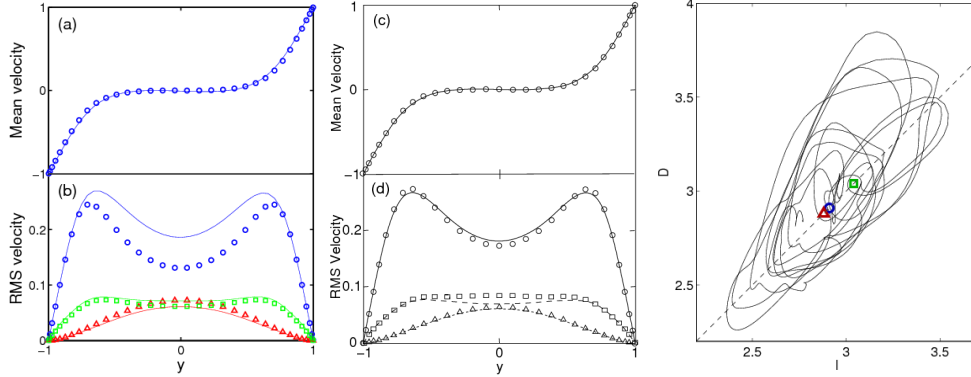 (a)
Mean velocity
1
0
−1
(b)
RMS Velocity
0.2
0.1
0
−1
0
1
y
(c)
Mean Velocity
1
0
−1
(d)
RMS velocity
0.2
0.1
0
−1
0
1
y
D
4
3.5
3
2.5
2.5
3
3.5
I